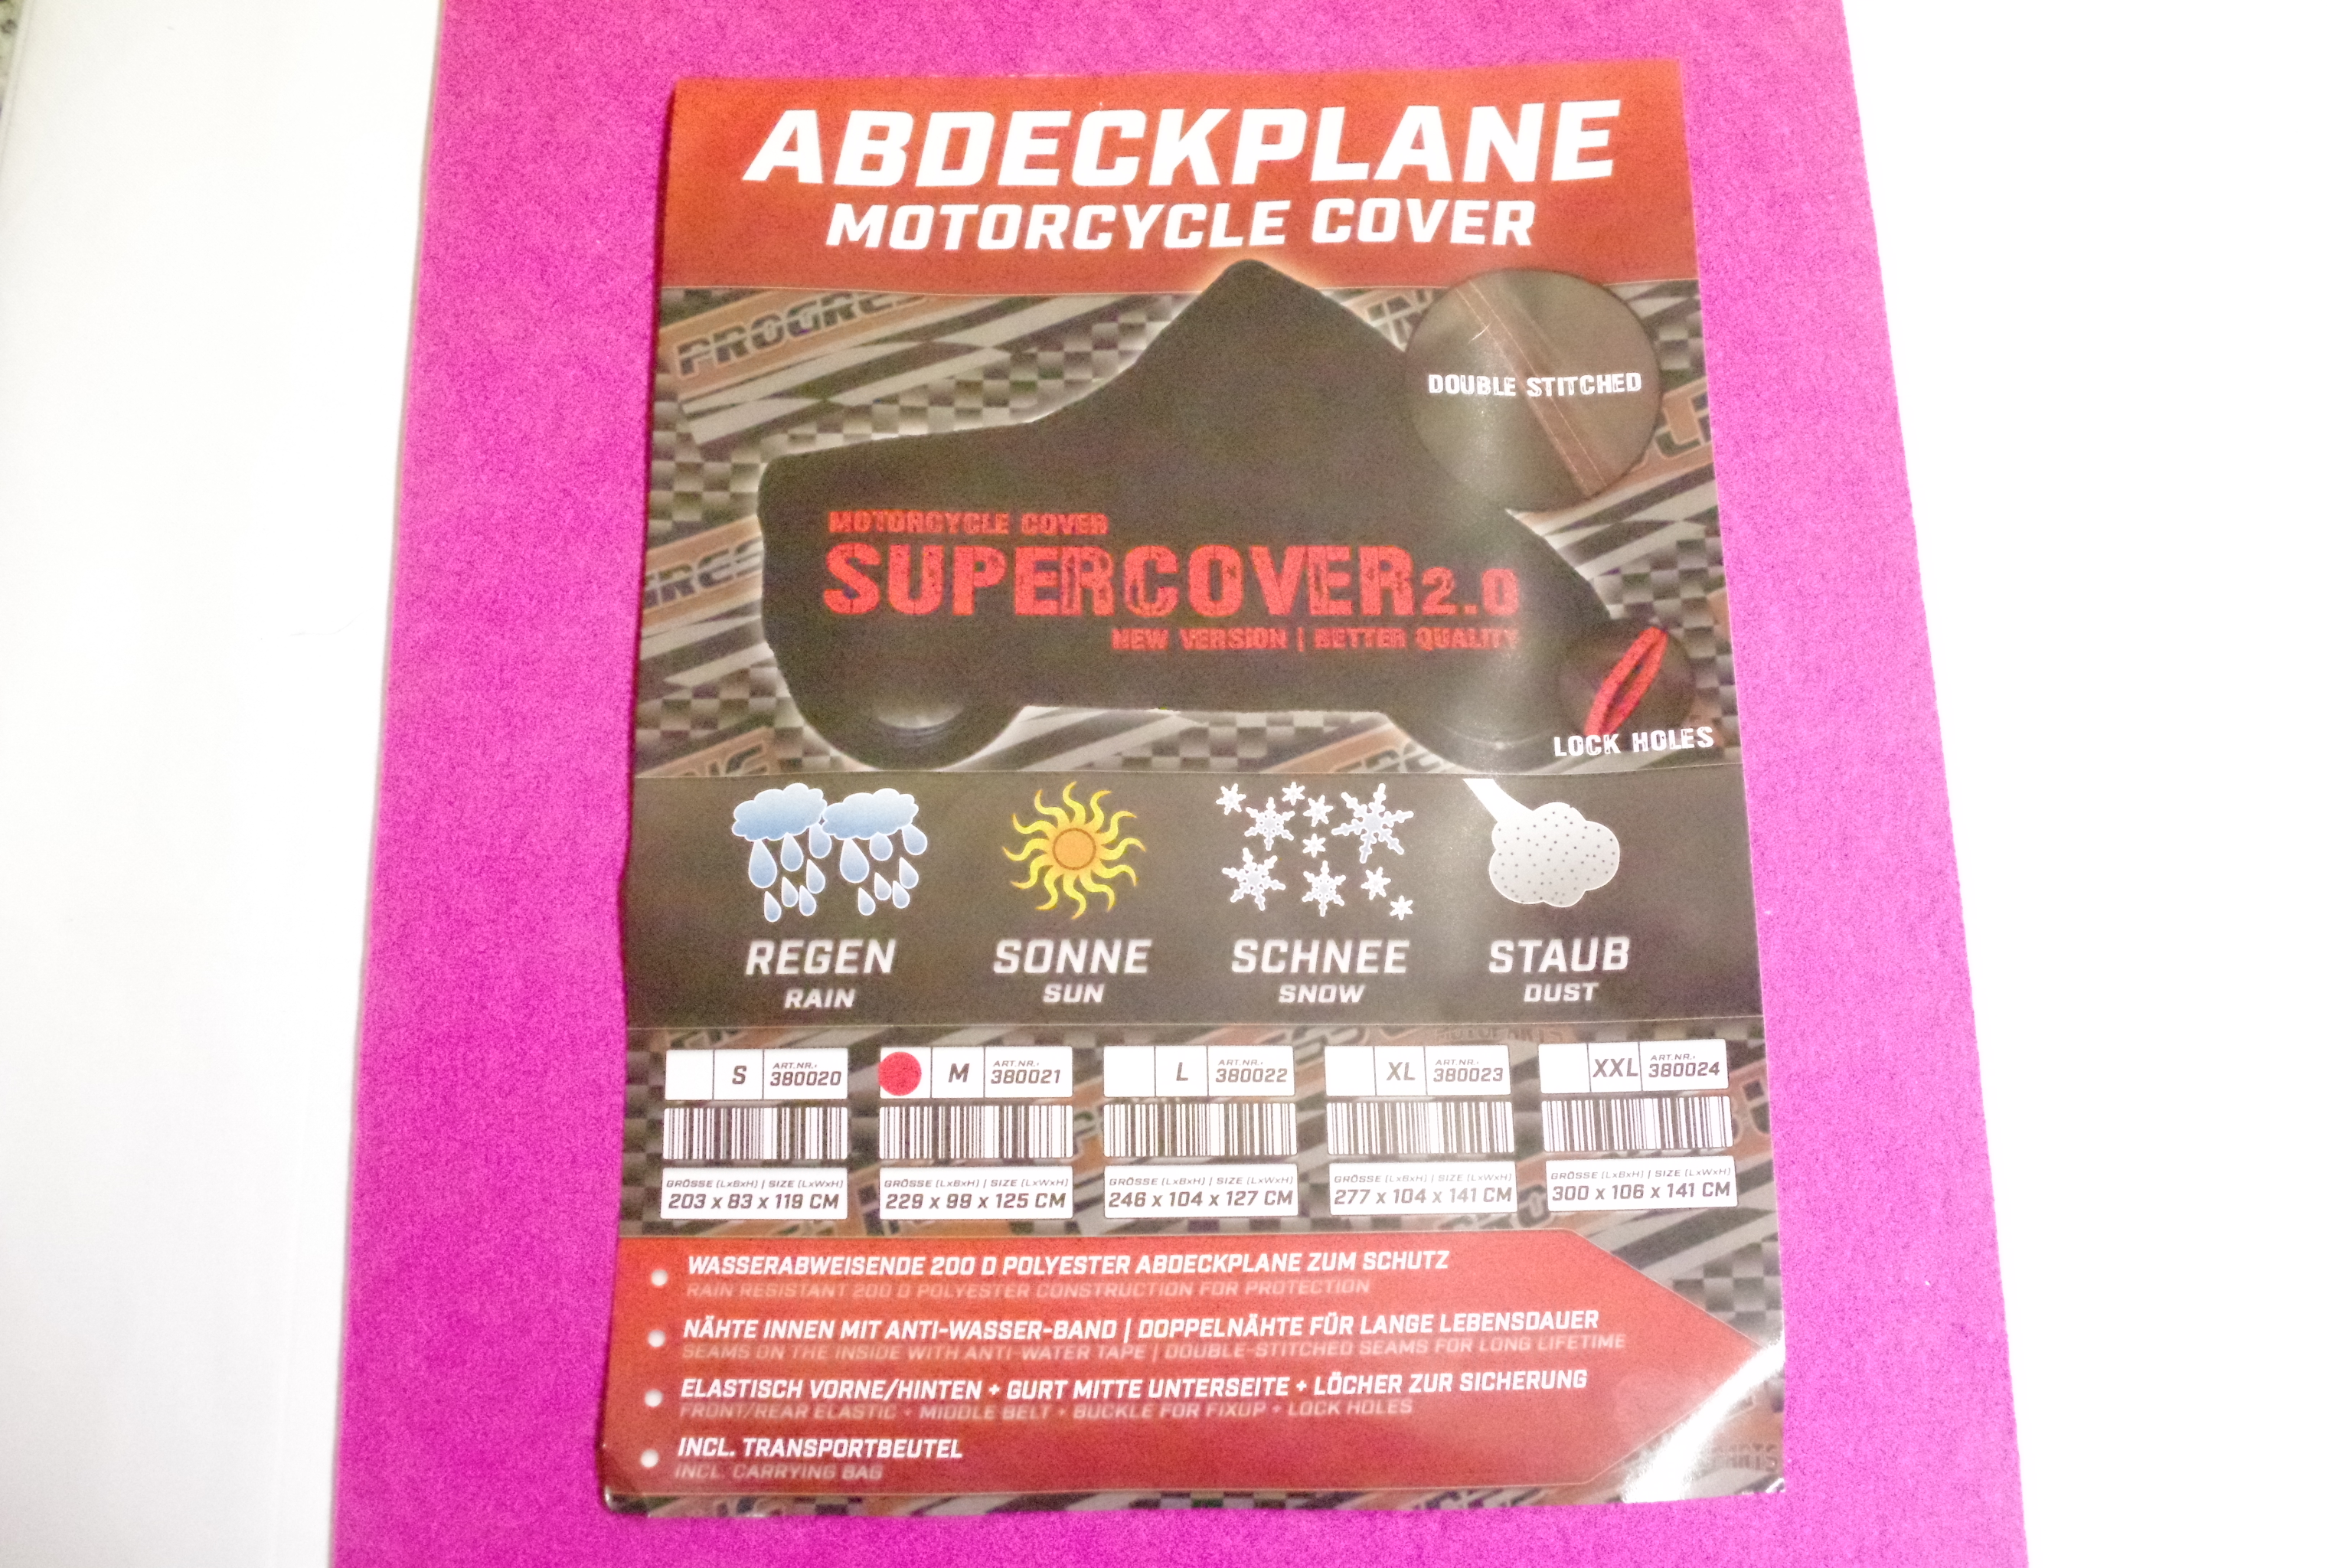 ABDECKPLANE
MOTORCYCLE COVER
DOUBLE STITCHED
MOTORCYCLE COVER
SUPERCOVER 2.0
NEW VERSION | BETTER QUALITY
LOCK HOLES
REGEN SONNE SCHNEE STAUB
RAIN SUN SNOW DUST
S ART.NR.: 380020 M ART.NR.: 380021 L ART.NR.: 380022 XL ART.NR.: 380023 XXL ART.NR.: 380024
GRÖSSE (LxBxH) | SIZE (LxWxH) GRÖSSE (LxBxH) | SIZE (LxWxH) GRÖSSE (LxBxH) | SIZE (LxWxH) GRÖSSE (LxBxH) | SIZE (LxWxH) GRÖSSE (LxBxH) | SIZE (LxWxH)
203 x 83 x 119 CM 229 x 99 x 125 CM 246 x 104 x 127 CM 277 x 104 x 141 CM 300 x 106 x 141 CM
WASSERABWEISENDE 200 D POLYESTER ABDECKPLANE ZUM SCHUTZ
RAIN RESISTANT 200 D POLYESTER CONSTRUCTION FOR PROTECTION
NÄHTE INNEN MIT ANTI-WASSER-BAND | DOPPELNÄHTE FÜR LANGE LEBENSDAUER
SEAMS ON THE INSIDE WITH ANTI-WATER TAPE | DOUBLE-STITCHED SEAMS FOR LONG LIFETIME
ELASTISCH VORNE/HINTEN + GURT MITTE UNTERSEITE + LÖCHER ZUR SICHERUNG
FRONT/REAR ELASTIC + MIDDLE BELT + BUCKLE FOR FIXUP + LOCK HOLES
INCL. TRANSPORTBEUTEL
INCL. CARRYING BAG